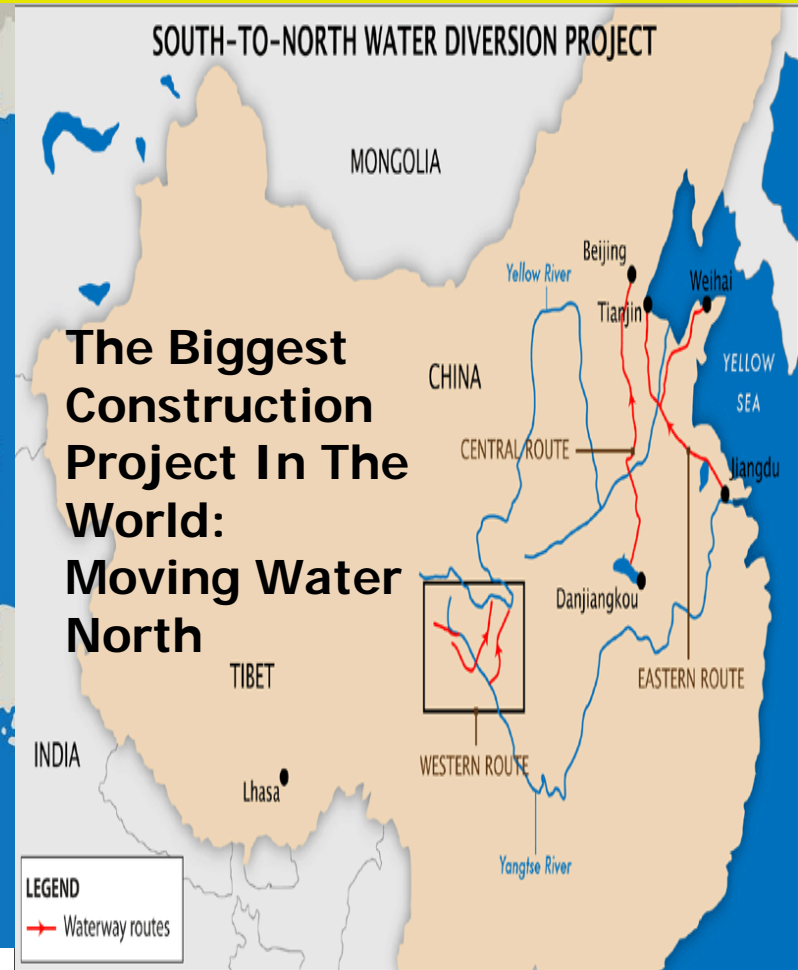 SOUTH-TO-NORTH WATER DIVERSION PROJECT
MONGOLIA
Beijing
Yellow River
Weihai
Tianjin
The Biggest
Construction
Project In The
World:
Moving Water
North
YELLOW
SEA
CHINA
CENTRAL ROUTE
Jiangdu
Danjiangkou
TIBET
EASTERN ROUTE
INDIA
WESTERN ROUTE
Lhasa
Yangtse River
LEGEND
Waterway routes